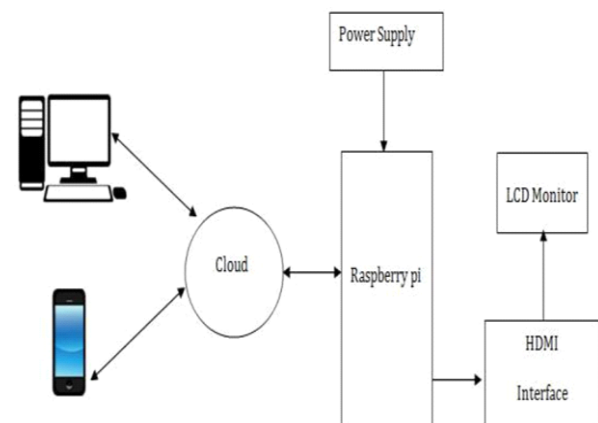 Power Supply
LCD Monitor
Cloud
Raspberry pi
HDMI
Interface